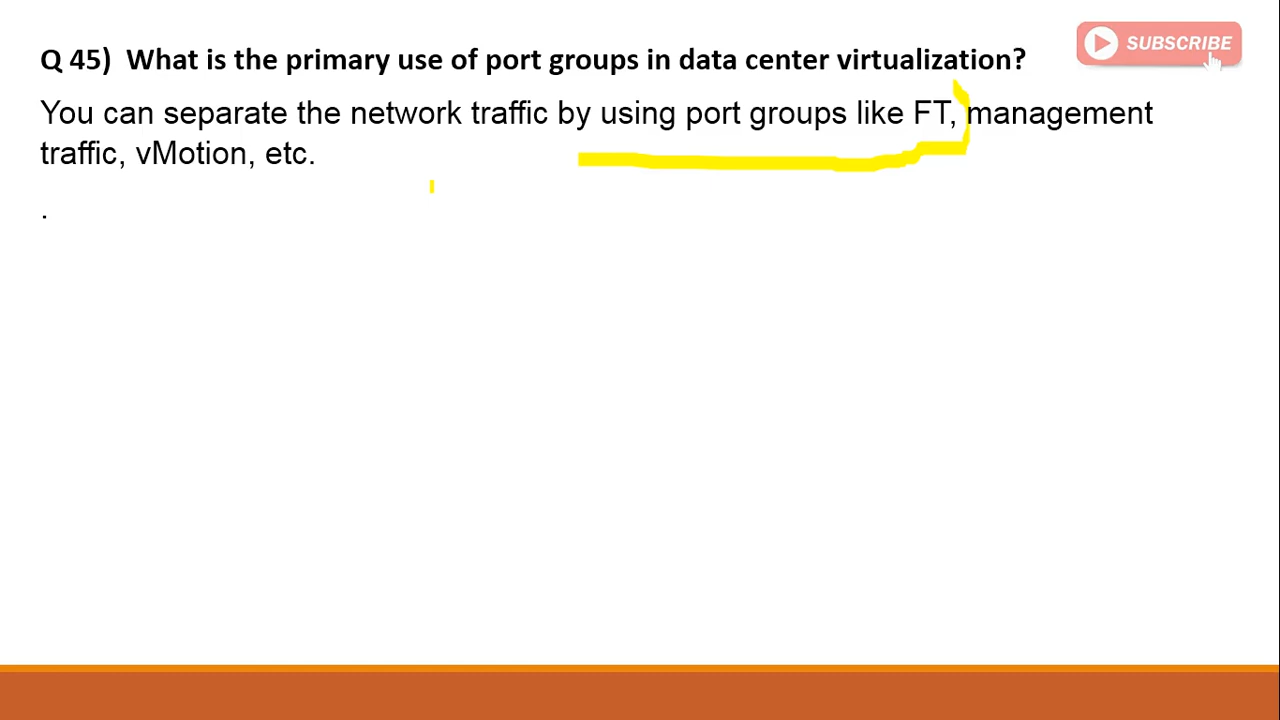 Q 45)  What is the primary use of port groups in data center virtualization?
SUBSCRIBE
You can separate the network traffic by using port groups like FT, management
traffic, vMotion, etc.
.